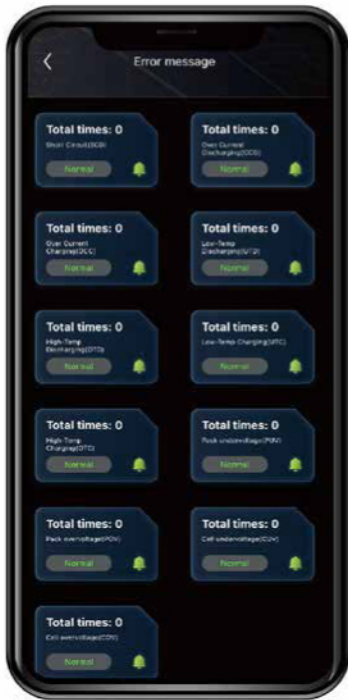 Error message
Total times: 0
Short Circuit(SCD)
Normal
Total times: 0
Over Current
Discharging(OCD)
Normal
Total times: 0
Over Current
Charging(OCC)
Normal
Total times: 0
Low-Temp
Discharging(UTD)
Normal
Total times: 0
High-Temp
Discharging(OTD)
Normal
Total times: 0
Low-Temp Charging(UTC)
Normal
Total times: 0
High-Temp
Charging(OTC)
Normal
Total times: 0
Pack undervoltage(PUV)
Normal
Total times: 0
Pack overvoltage(POV)
Normal
Total times: 0
Cell undervoltage(CUV)
Normal
Total times: 0
Cell overvoltage(COV)
Normal